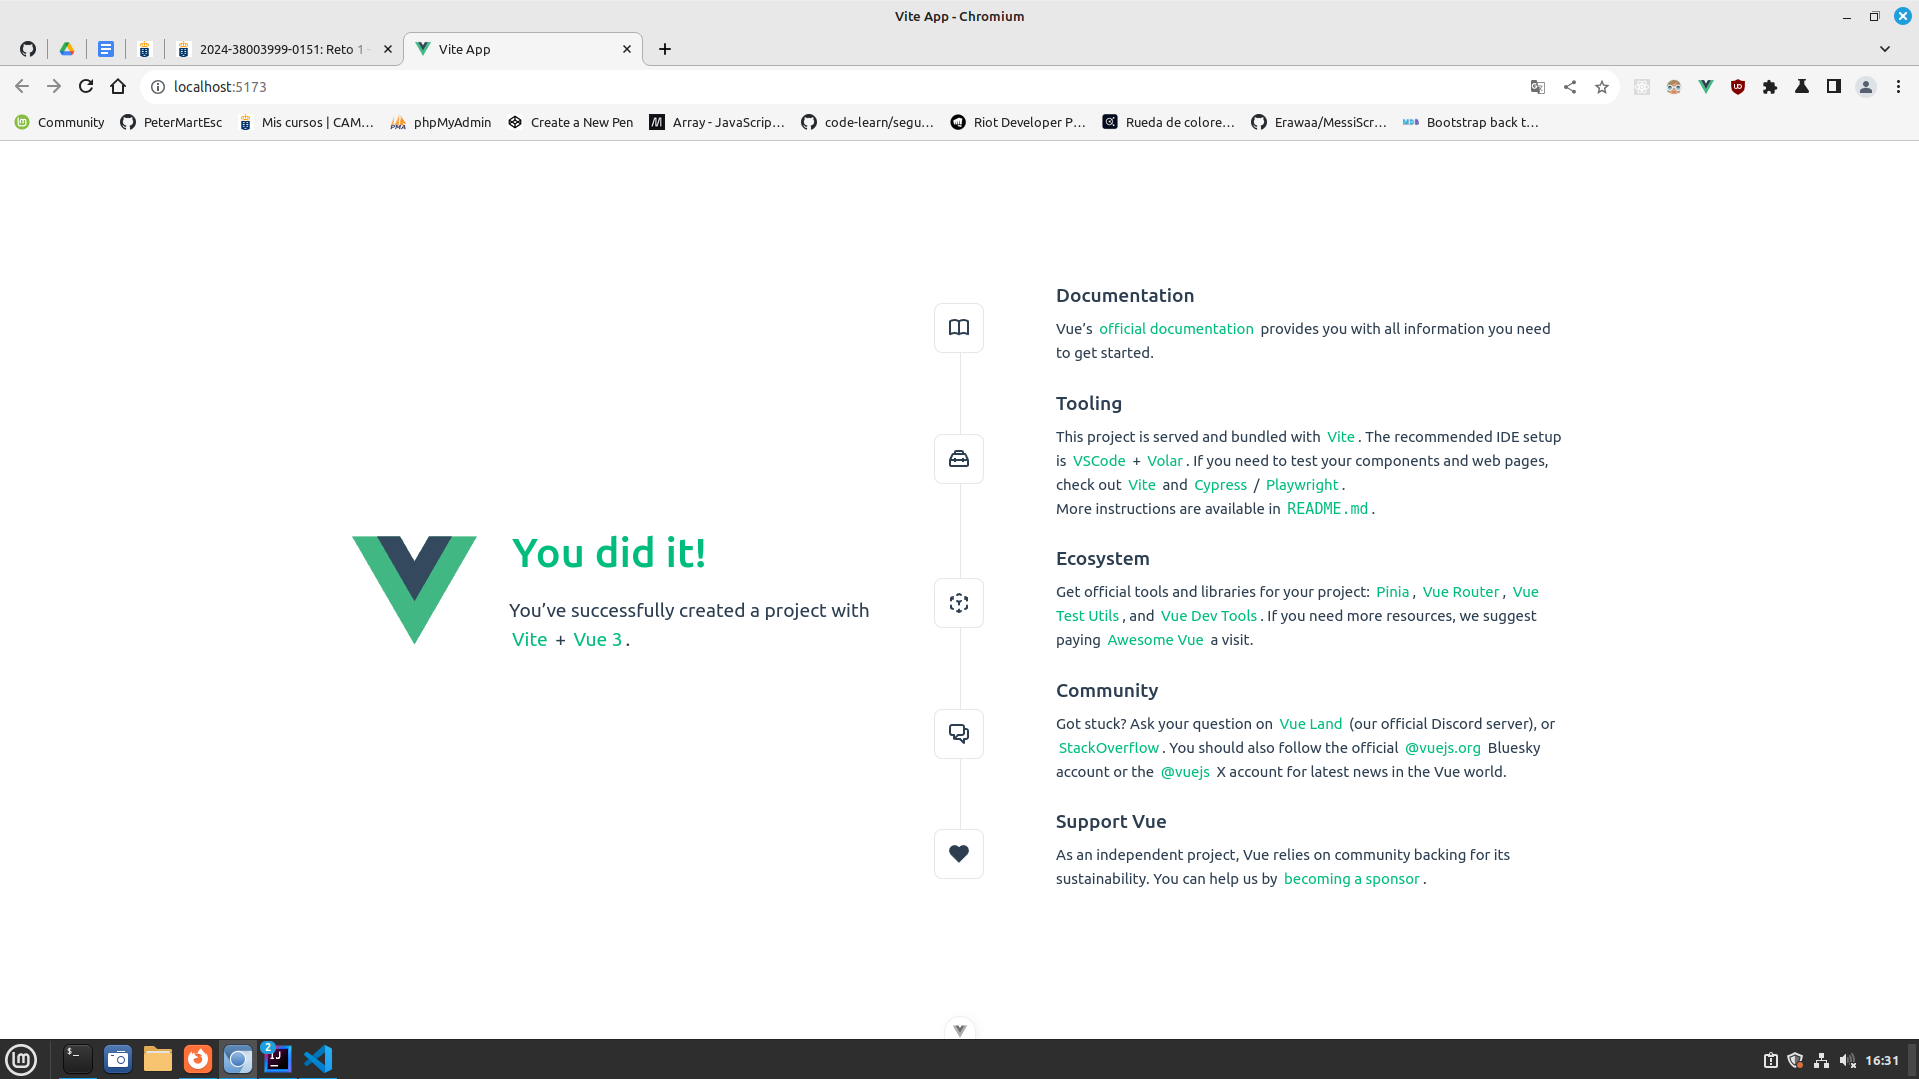 Vite App - Chromium
2024-38003999-0151: Reto 1 -
Vite App
localhost:5173
Community
PeterMartEsc
Mis cursos | CAM…
phpMyAdmin
Create a New Pen
Array - JavaScrip…
code-learn/segu…
Riot Developer P…
Rueda de colore…
Erawaa/MessiScr…
Bootstrap back t…
You did it!
You’ve successfully created a project with
Vite + Vue 3.
Documentation
Vue’s official documentation provides you with all information you need
to get started.
Tooling
This project is served and bundled with Vite. The recommended IDE setup
is VSCode + Volar. If you need to test your components and web pages,
check out Vite and Cypress / Playwright.
More instructions are available in README.md.
Ecosystem
Get official tools and libraries for your project: Pinia, Vue Router, Vue
Test Utils, and Vue Dev Tools. If you need more resources, we suggest
paying Awesome Vue a visit.
Community
Got stuck? Ask your question on Vue Land (our official Discord server), or
StackOverflow. You should also follow the official @vuejs.org Bluesky
account or the @vuejs X account for latest news in the Vue world.
Support Vue
As an independent project, Vue relies on community backing for its
sustainability. You can help us by becoming a sponsor.
2
16:31